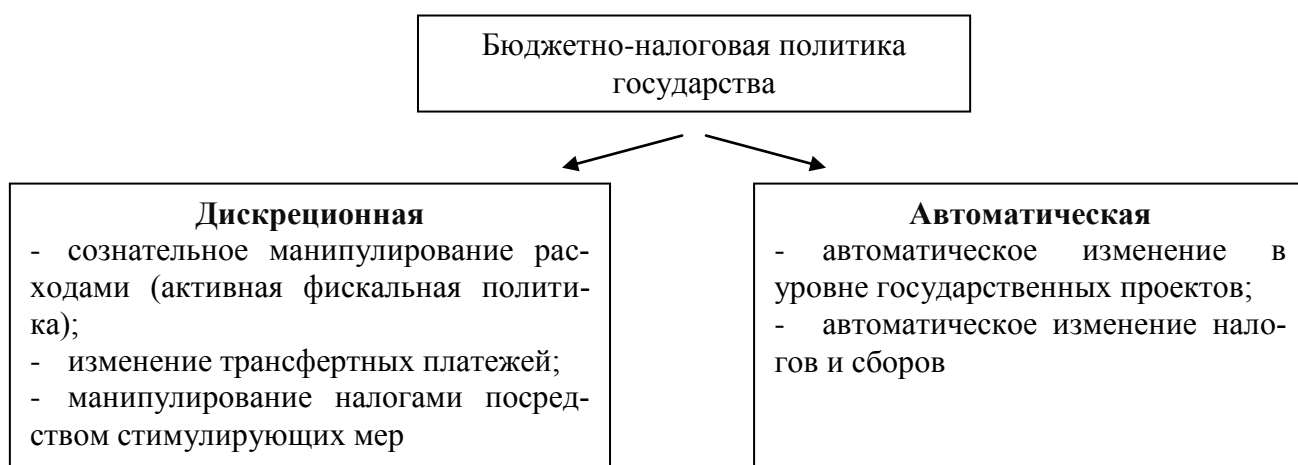 Бюджетно-налоговая политика
государства
Дискреционная
- сознательное манипулирование рас-
ходами (активная фискальная полити-
ка);
- изменение трансфертных платежей;
- манипулирование налогами посред-
ством стимулирующих мер
Автоматическая
- автоматическое изменение в
уровне государственных проектов;
- автоматическое изменение нало-
гов и сборов